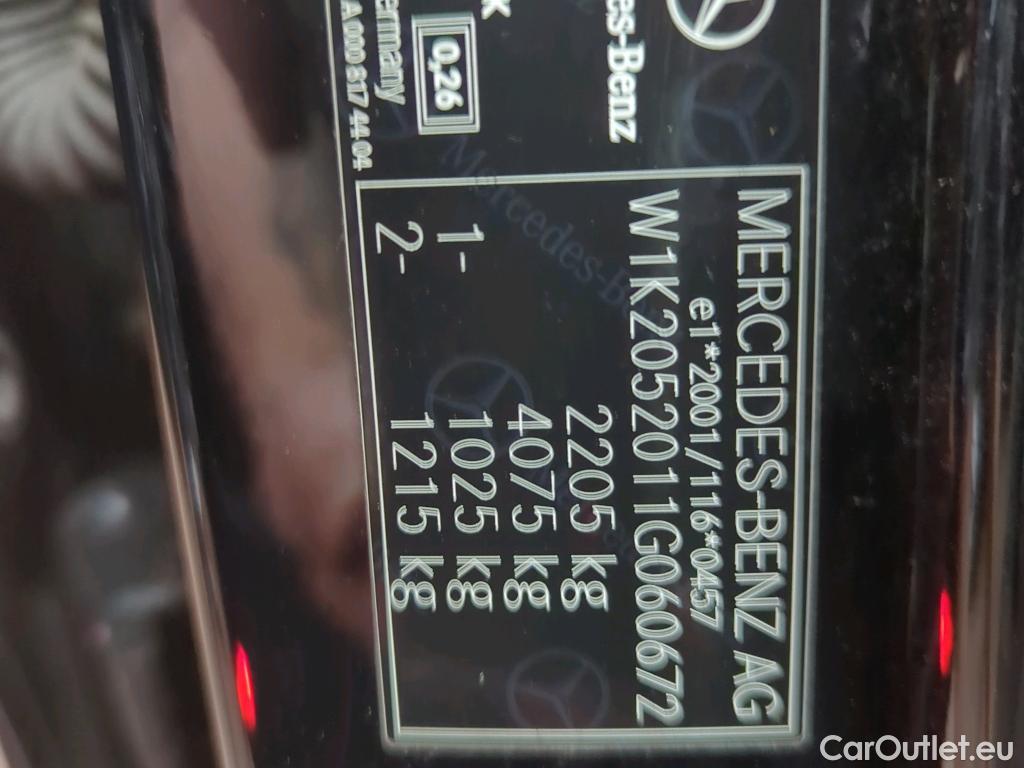 es-Benz
K
0,26
ermany
A 000 817 44 04
MERCEDES-BENZ AG
e1*2001/116*0457
W1K2052011G060672
2205 kg
4075 kg
1- 1025 kg
2- 1215 kg
Mercedes-B
CarOutlet.eu